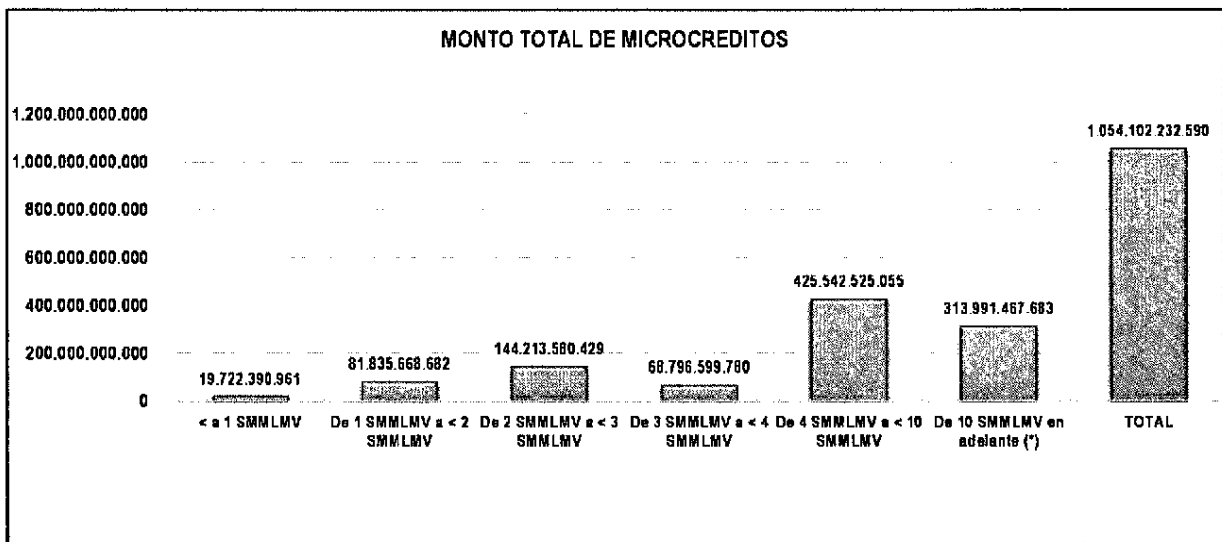 MONTO TOTAL DE MICROCREDITOS
1.200.000.000.000
1.000.000.000.000
800.000.000.000
600.000.000.000
400.000.000.000
200.000.000.000
0
19.722.390.961
81.835.668.682
144.213.580.429
68.796.599.780
425.542.525.055
313.991.467.683
1.054.102.232.590
< a 1 SMMLMV
De 1 SMMLMV a < 2
SMMLMV
De 2 SMMLMV a < 3
SMMLMV
De 3 SMMLMV a < 4
SMMLMV
De 4 SMMLMV a < 10
SMMLMV
De 10 SMMLMV en
adelante (*)
TOTAL